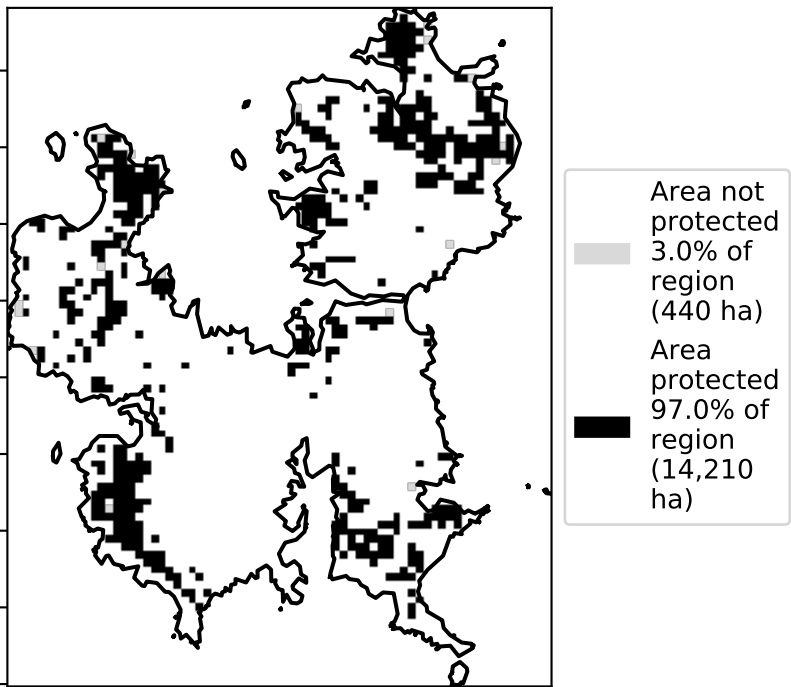 Area not
protected
3.0% of
region
(440 ha)
Area
protected
97.0% of
region
(14,210
ha)